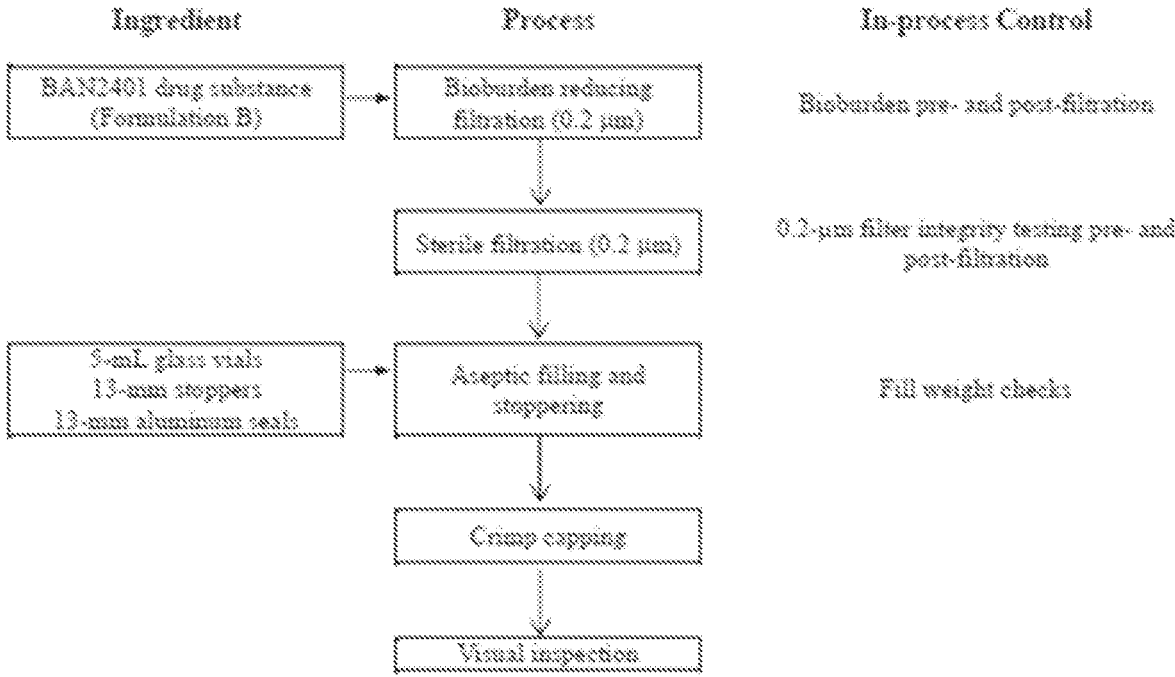 Ingredient Process In-process Control
BAN2401 drug substance
(Formulation B)
Bioburden reducing
filtration (0.2 µm)
Bioburden pre- and post-filtration
Sterile filtration (0.2 µm)
0.2-µm filter integrity testing pre- and
post-filtration
5-mL glass vials
13-mm stoppers
13-mm aluminum seals
Aseptic filling and
stoppering
Fill weight checks
Crimp capping
Visual inspection